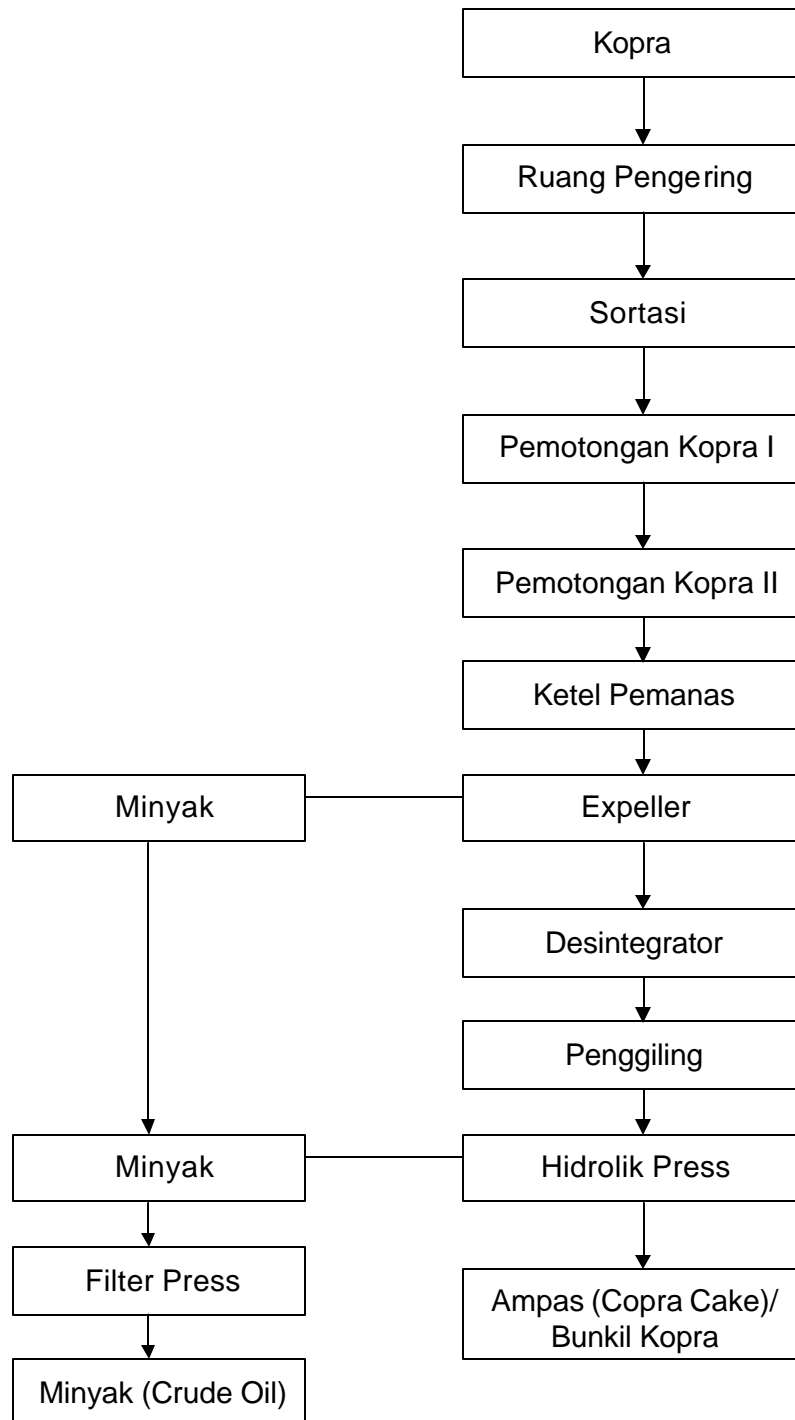 Kopra
Ruang Pengering
Sortasi
Pemotongan Kopra I
Pemotongan Kopra II
Ketel Pemanas
Minyak
Expeller
Desintegrator
Penggiling
Minyak
Hidrolik Press
Filter Press
Ampas (Copra Cake)/
Bunkil Kopra
Minyak (Crude Oil)